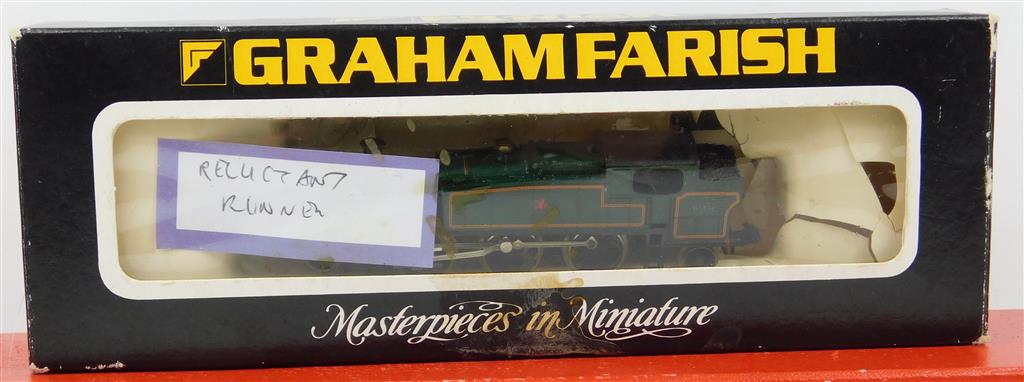 GRAHAM FARISH
RELUCTANT
RUNNER
Masterpieces in Miniature